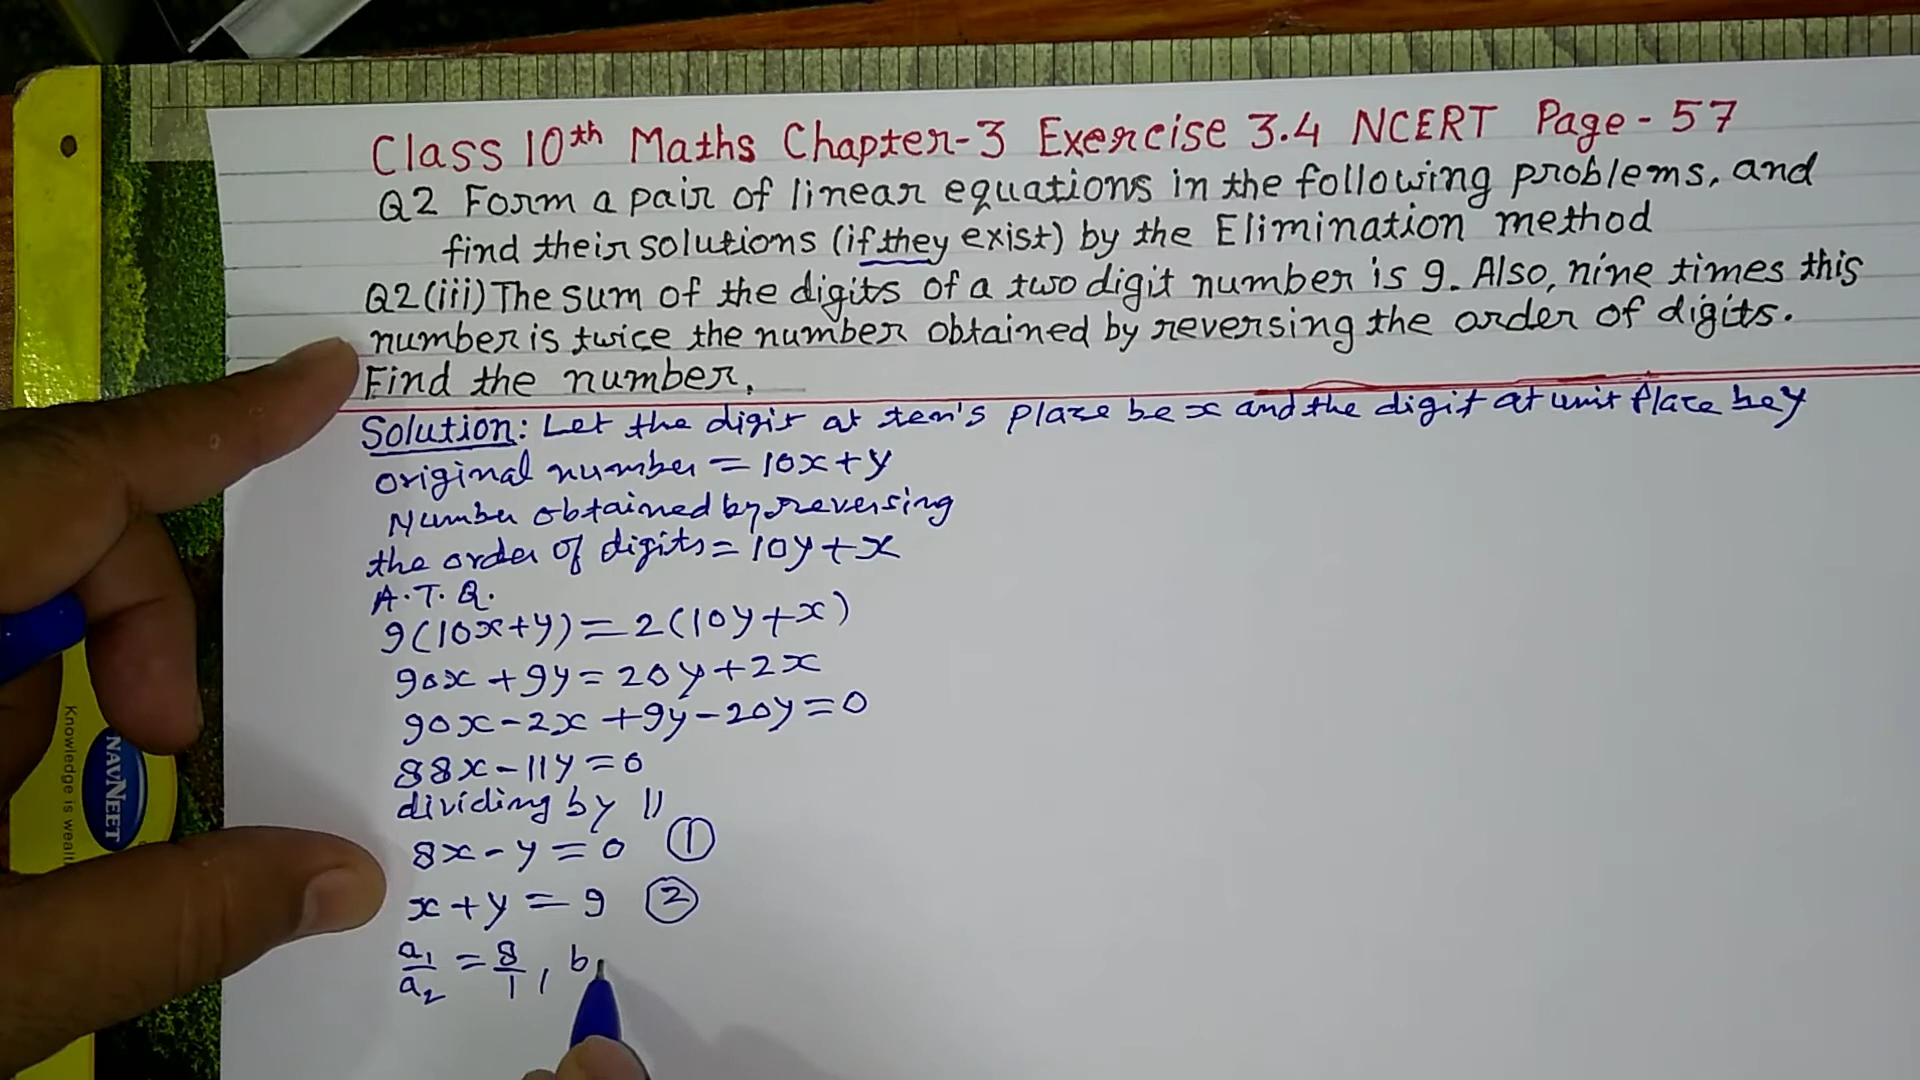 Class 10th Maths Chapter-3 Exercise 3.4 NCERT Page-57
Q2 Form a pair of linear equations in the following problems, and
find their solutions (if they exist) by the Elimination method
Q2(iii) The sum of the digits of a two digit number is 9. Also, nine times this
number is twice the number obtained by reversing the order of digits.
Find the number.
Solution: Let the digit at ten's place be x and the digit at unit place be y
original number = 10x+y
Number obtained by reversing
the order of digits = 10y+x
A.T.Q.
9(10x+y) = 2(10y+x)
90x+9y=20y+2x
90x-2x+9y-20y=0
88x-11y=0
dividing by 11
8x-y=0 ①
x+y=9 ②
a₁/a₂ = 8/1, b
NAVNEET
Knowledge is wealt